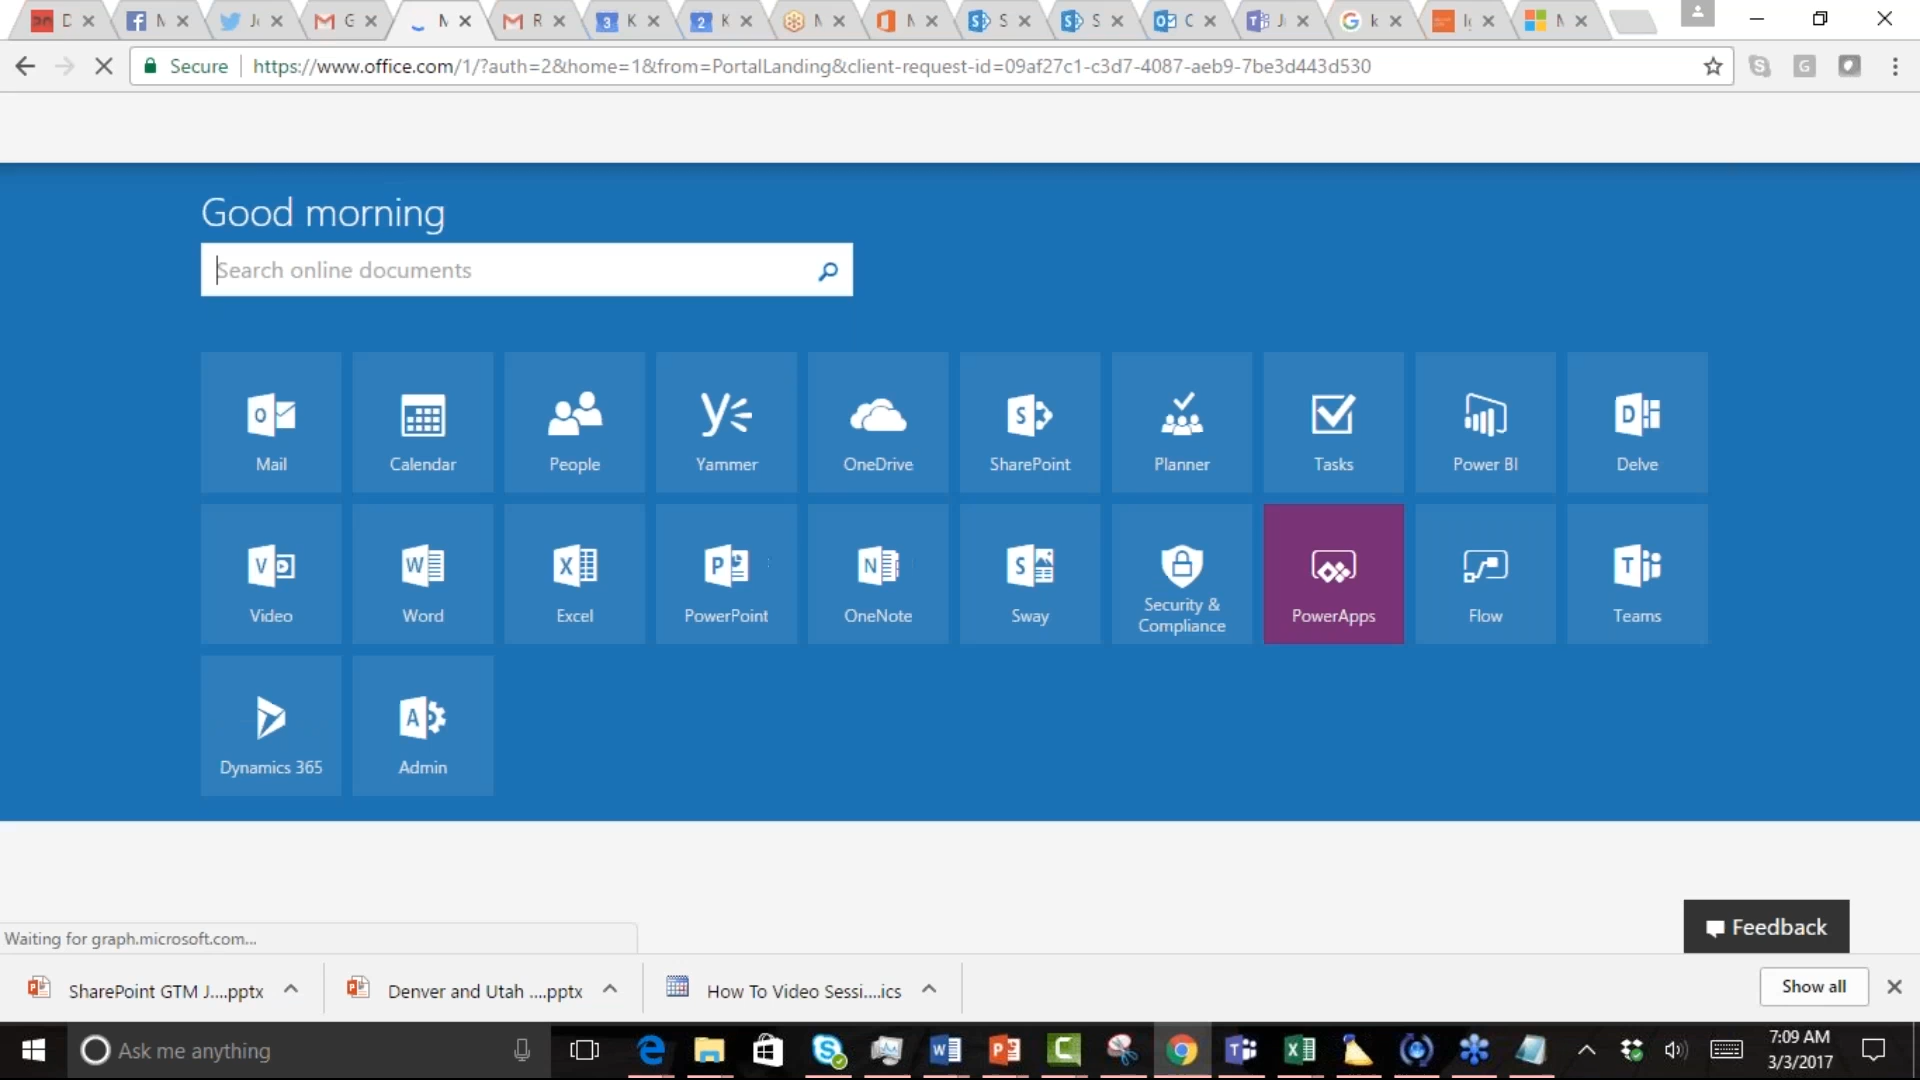 D M Je G M R 3 K 2 K M M S S O Je k I M
Secure https://www.office.com/1/?auth=2&home=1&from=PortalLanding&client-request-id=09af27c1-c3d7-4087-aeb9-7be3d443d530
Good morning
Search online documents
Mail Calendar People Yammer OneDrive SharePoint Planner Tasks Power BI Delve
Video Word Excel PowerPoint OneNote Sway Security & Compliance PowerApps Flow Teams
Dynamics 365 Admin
Feedback
Waiting for graph.microsoft.com...
SharePoint GTM J....pptx Denver and Utah ....pptx How To Video Sessi....ics Show all
Ask me anything
7:09 AM
3/3/2017